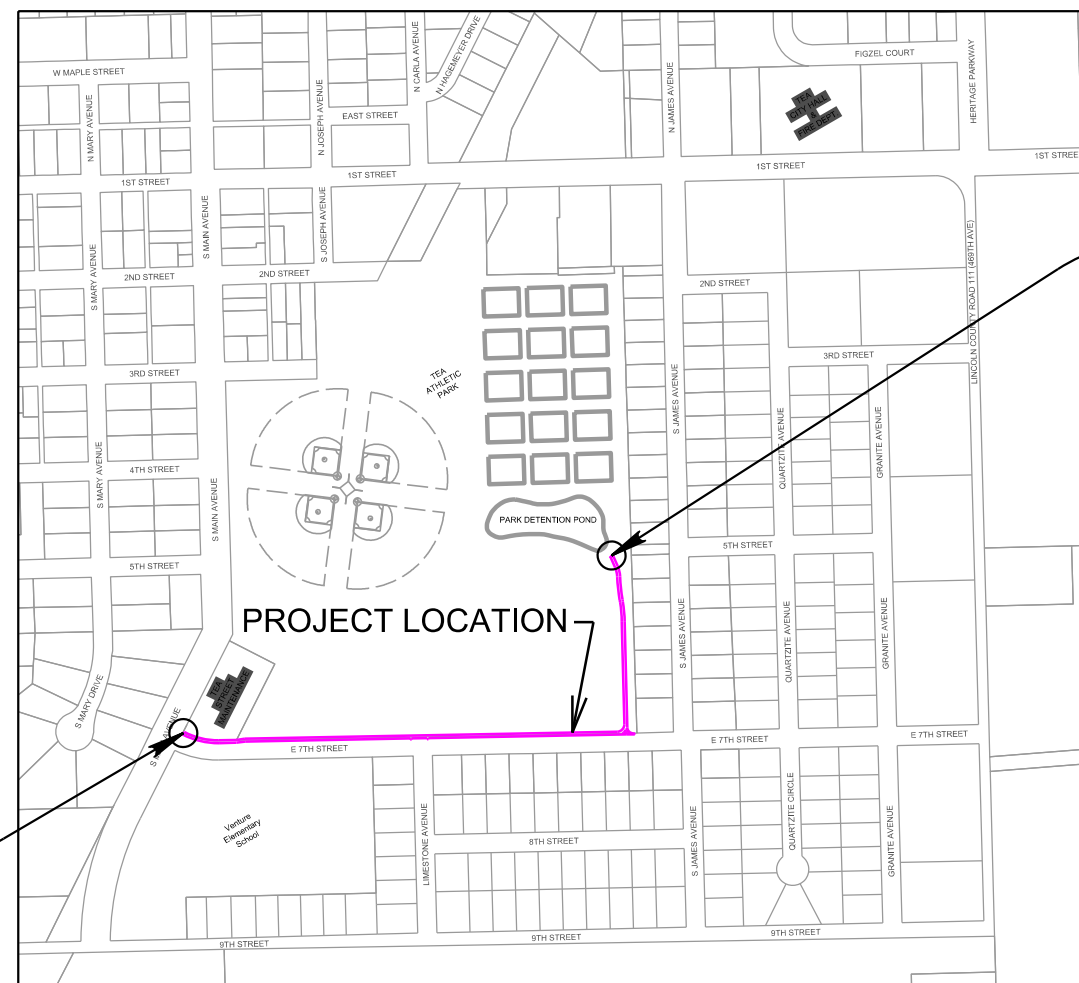 W MAPLE STREET
N MARY AVENUE
N JOSEPH AVENUE
N CARLA AVENUE
N HAGEMEYER DRIVE
EAST STREET
N JAMES AVENUE
FIGZEL COURT
HERITAGE PARKWAY
TEA
CITY HALL
&
FIRE DEPT.
1ST STREET
1ST STREET
1ST STREET
1ST STREE
S MARY AVENUE
S MAIN AVENUE
S JOSEPH AVENUE
2ND STREET
2ND STREET
2ND STREET
LINCOLN COUNTY ROAD 111 (469TH AVE)
3RD STREET
3RD STREET
TEA
ATHLETIC
PARK
S JAMES AVENUE
QUARTZITE AVENUE
GRANITE AVENUE
4TH STREET
S MARY AVENUE
S MAIN AVENUE
PARK DETENTION POND
5TH STREET
5TH STREET
PROJECT LOCATION
S JAMES AVENUE
QUARTZITE AVENUE
GRANITE AVENUE
S MARY DRIVE
TEA
STREET
MAINTENANCE
AVENUE
E 7TH STREET
E 7TH STREET
E 7TH STREET
Venture
Elementary
School
LIMESTONE AVENUE
8TH STREET
S JAMES AVENUE
QUARTZITE CIRCLE
GRANITE AVENUE
9TH STREET
9TH STREET
9TH STREET